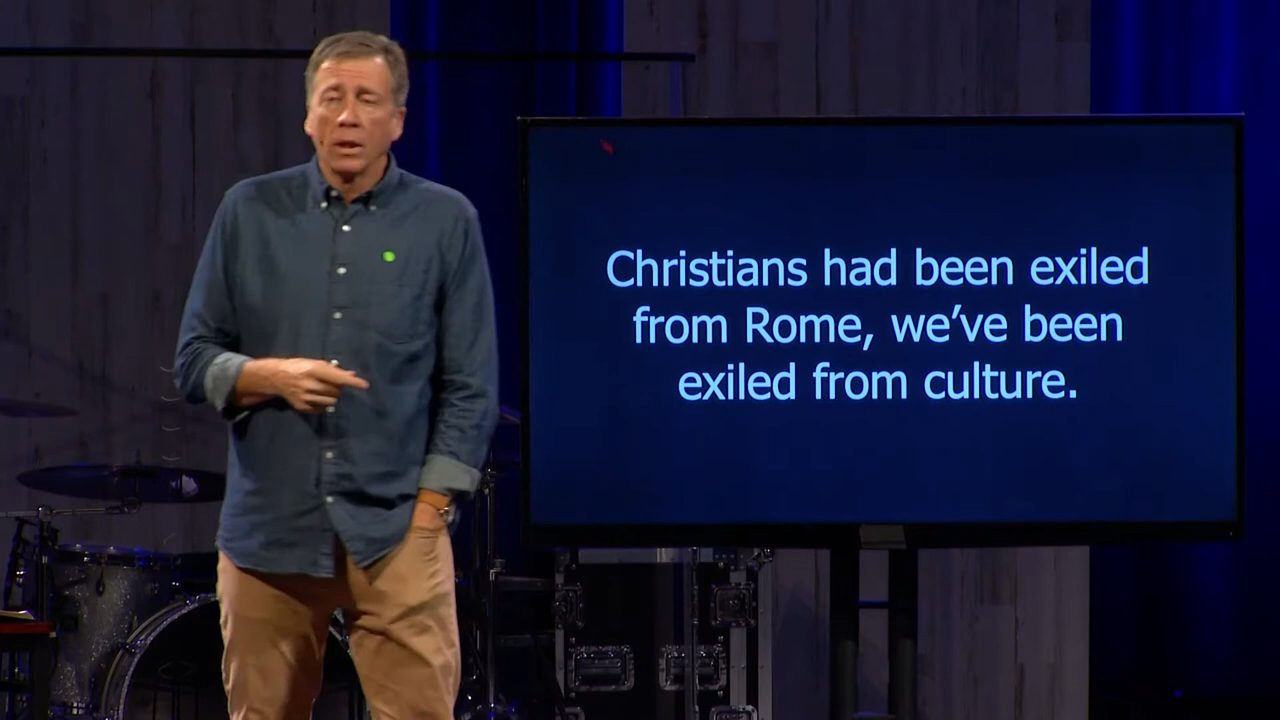 Christians had been exiled
from Rome, we’ve been
exiled from culture.